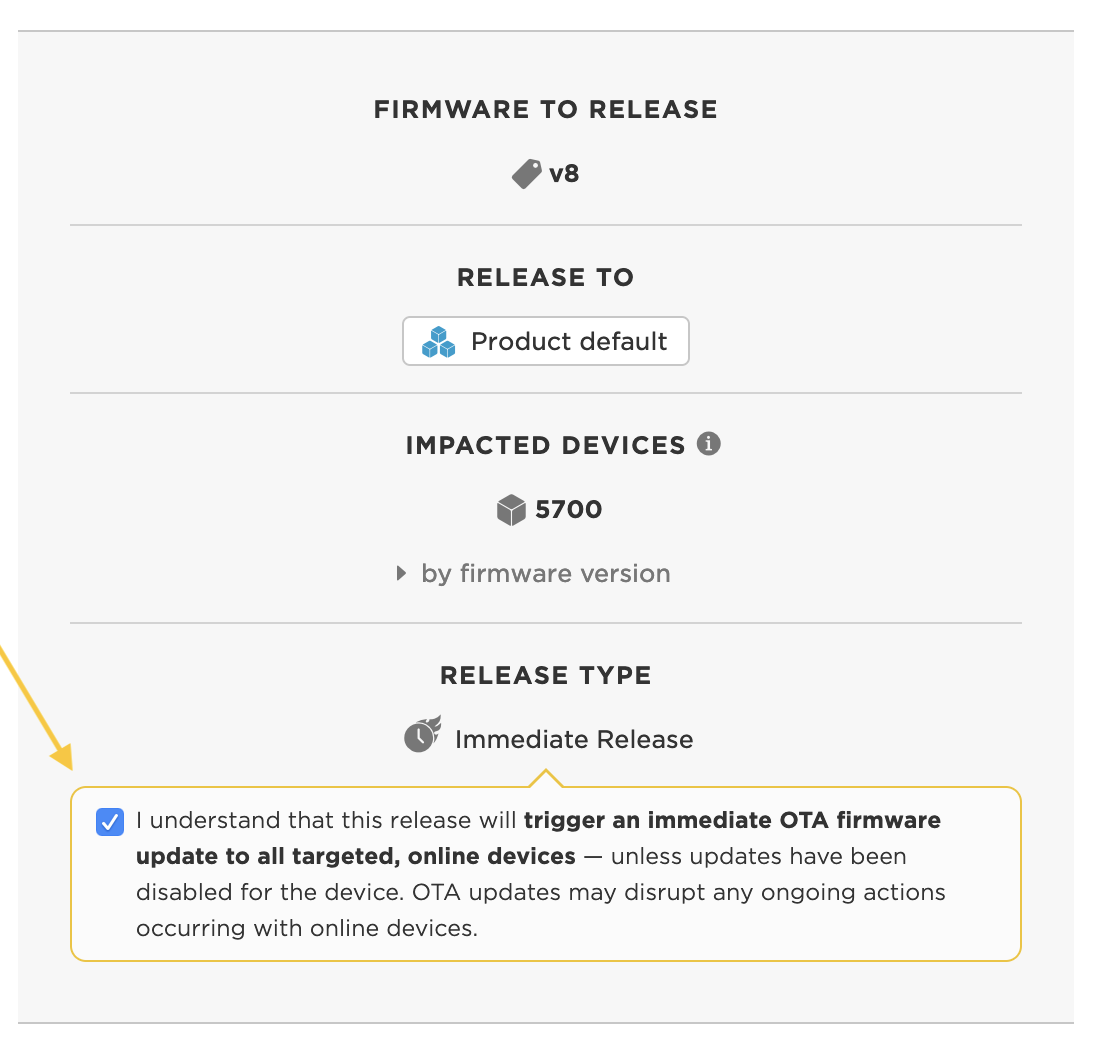 FIRMWARE TO RELEASE
v8
RELEASE TO
Product default
IMPACTED DEVICES i
5700
by firmware version
RELEASE TYPE
Immediate Release
I understand that this release will trigger an immediate OTA firmware
update to all targeted, online devices — unless updates have been
disabled for the device. OTA updates may disrupt any ongoing actions
occurring with online devices.